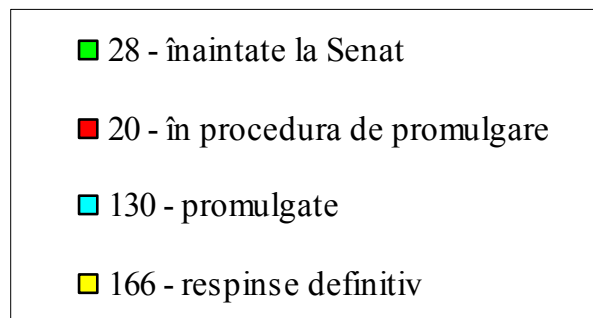 28 - înaintate la Senat
20 - în procedura de promulgare
130 - promulgate
166 - respinse definitiv